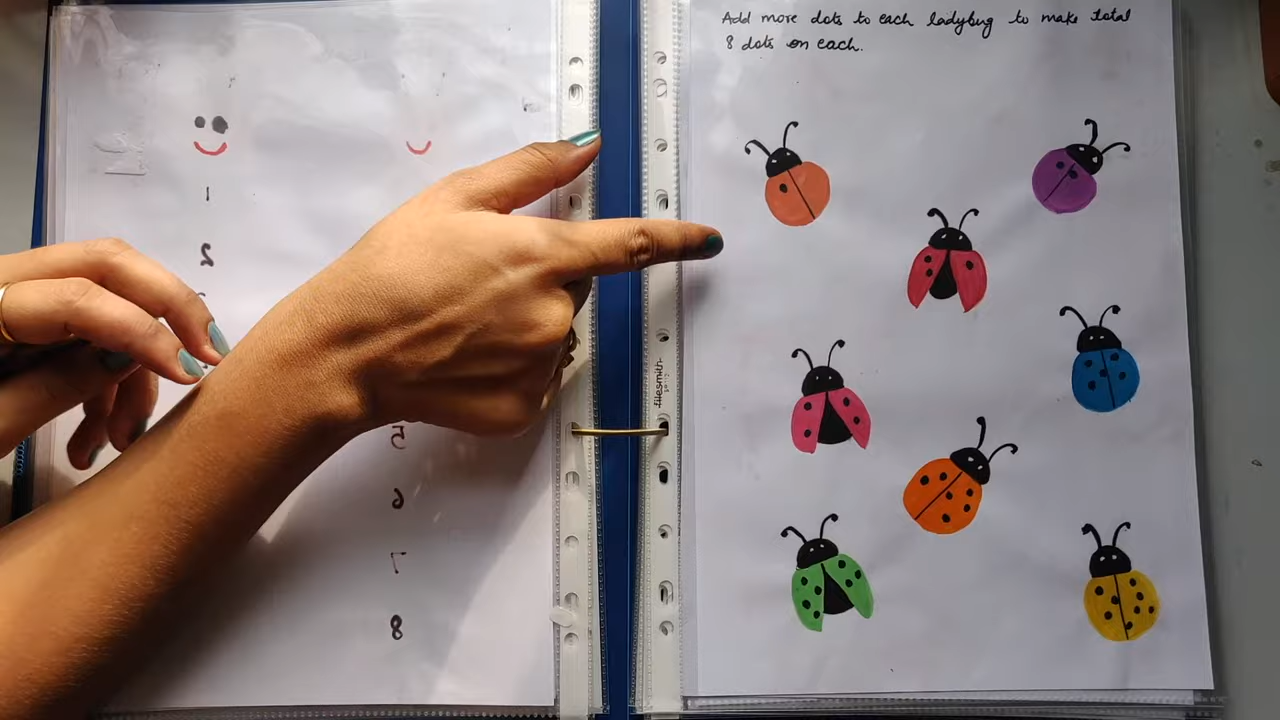 Add more dots to each ladybug to make total
8 dots on each.
1
2
5
6
7
8
filesmith